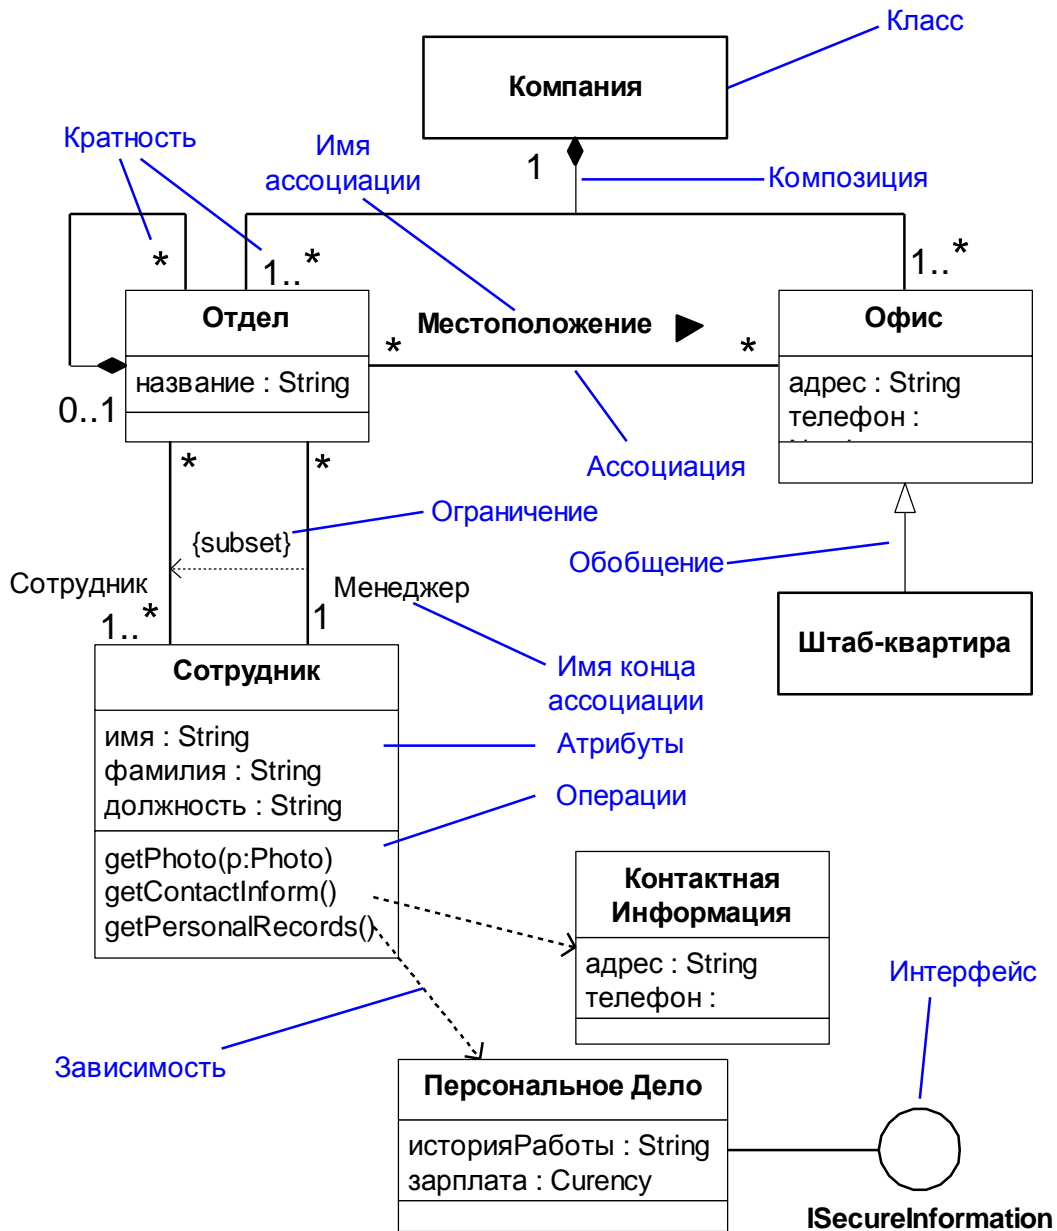 Класс
Компания
Кратность
Имя
ассоциации
1
Композиция
*
1..*
1..*
Отдел
Местоположение
Офис
*
*
название : String
адрес : String
телефон :
0..1
*
*
Ассоциация
Ограничение
{subset}
Обобщение
Сотрудник
Менеджер
1..*
1
Штаб-квартира
Сотрудник
Имя конца
ассоциации
имя : String
фамилия : String
должность : String
Атрибуты
Операции
getPhoto(p:Photo)
getContactInform()
getPersonalRecords()
Контактная
Информация
адрес : String
телефон :
Интерфейс
Зависимость
Персональное Дело
историяРаботы : String
зарплата : Curency
ISecureInformation